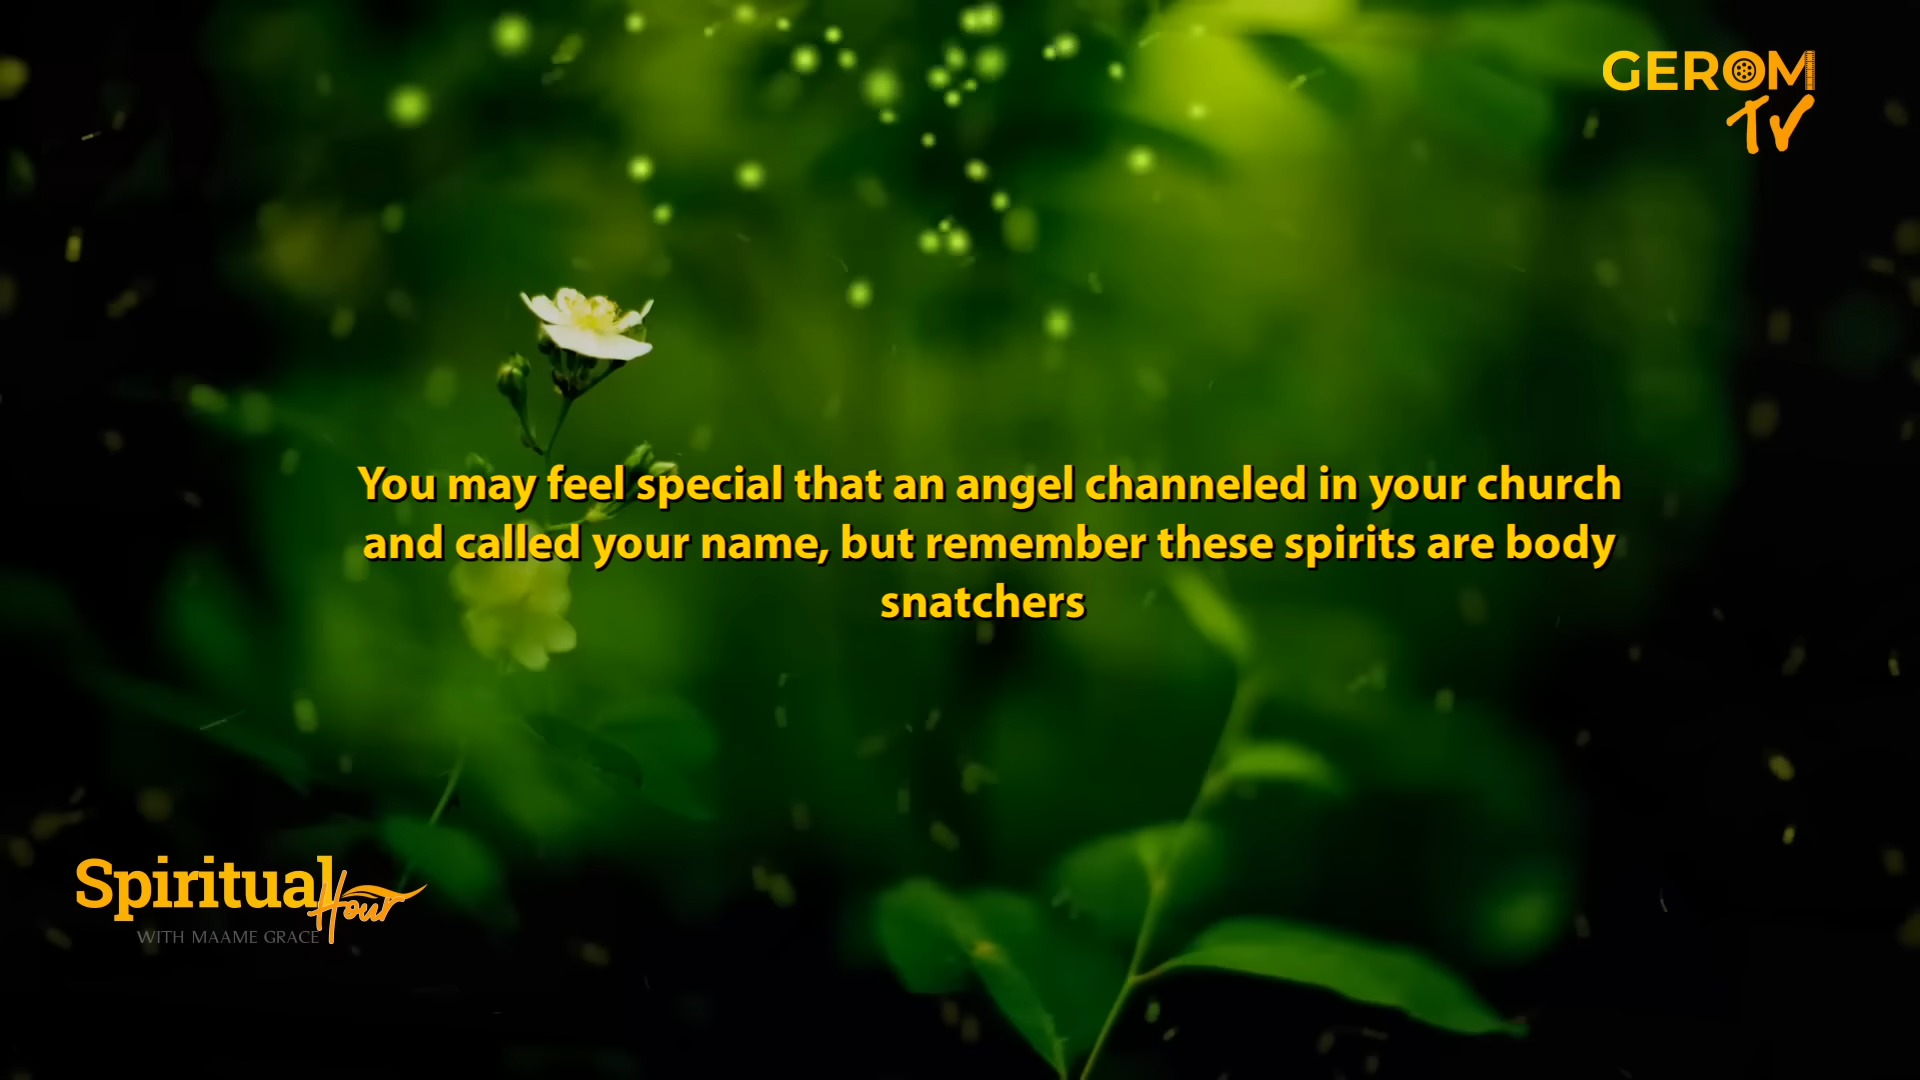 GEROM
TV
You may feel special that an angel channeled in your church
and called your name, but remember these spirits are body
snatchers
Spiritual
Hour
WITH MAAME GRACE